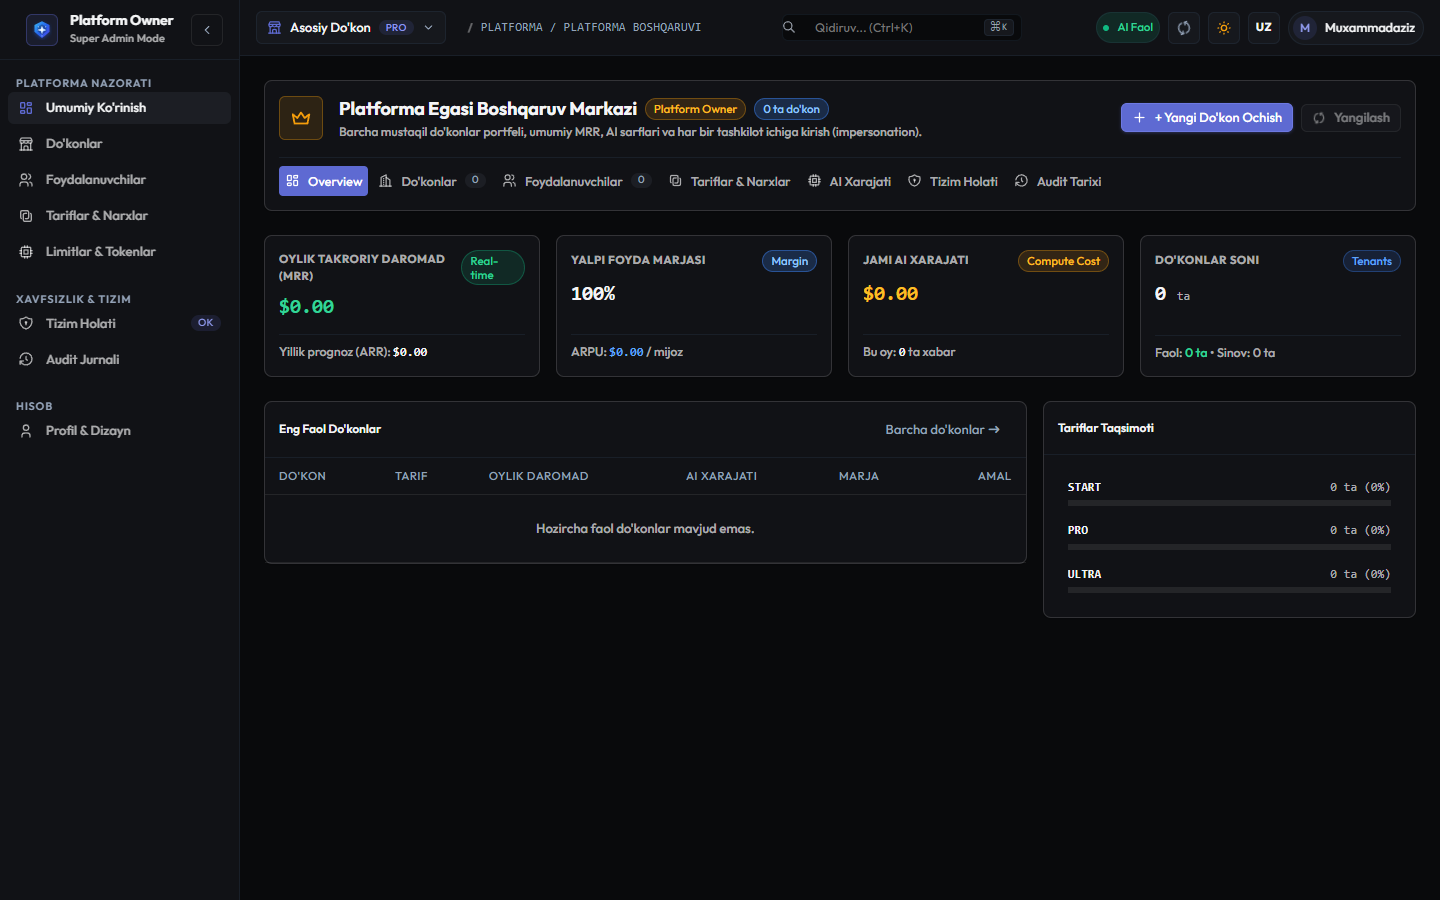 Platform Owner
Super Admin Mode
Asosiy Do'kon PRO
/ PLATFORMA / PLATFORMA BOSHQARUVI
Qidiruv... (Ctrl+K) ⌘K
AI Faol
UZ
M Muxammadaziz
PLATFORMA NAZORATI
Umumiy Ko'rinish
Do'konlar
Foydalanuvchilar
Tariflar & Narxlar
Limitlar & Tokenlar
XAVFSIZLIK & TIZIM
Tizim Holati OK
Audit Jurnali
HISOB
Profil & Dizayn
Platforma Egasi Boshqaruv Markazi Platform Owner 0 ta do'kon
Barcha mustaqil do'konlar portfeli, umumiy MRR, AI sarflari va har bir tashkilot ichiga kirish (impersonation).
+ Yangi Do'kon Ochish
Yangilash
Overview
Do'konlar 0
Foydalanuvchilar 0
Tariflar & Narxlar
AI Xarajati
Tizim Holati
Audit Tarixi
OYLIK TAKRORIY DAROMAD
(MRR)
Real-
time
$0.00
Yillik prognoz (ARR): $0.00
YALPI FOYDA MARJASI Margin
100%
ARPU: $0.00 / mijoz
JAMI AI XARAJATI Compute Cost
$0.00
Bu oy: 0 ta xabar
DO'KONLAR SONI Tenants
0 ta
Faol: 0 ta • Sinov: 0 ta
Eng Faol Do'konlar Barcha do'konlar →
DO'KON TARIF OYLIK DAROMAD AI XARAJATI MARJA AMAL
Hozircha faol do'konlar mavjud emas.
Tariflar Taqsimoti
START 0 ta (0%)
PRO 0 ta (0%)
ULTRA 0 ta (0%)